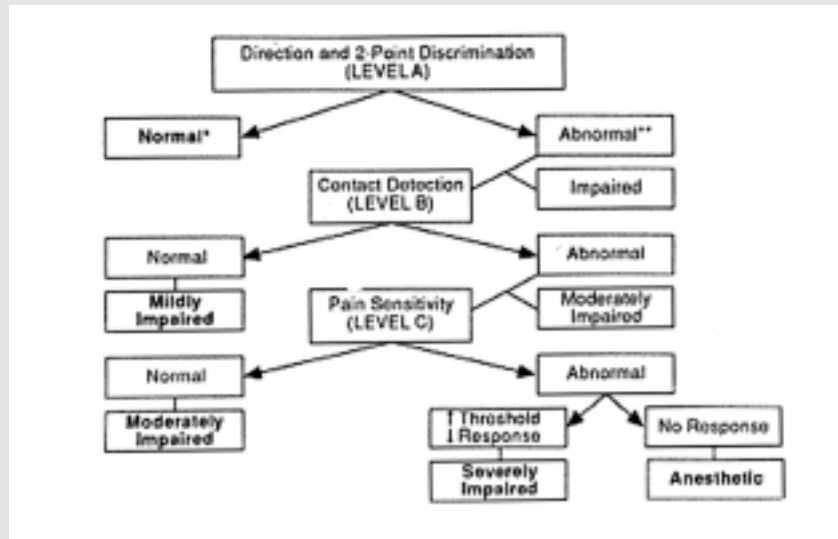 Direction and 2-Point Discrimination
(LEVEL A)
Normal*
Abnormal**
Contact Detection
(LEVEL B)
Impaired
Normal
Abnormal
Mildly
Impaired
Pain Sensitivity
(LEVEL C)
Moderately
Impaired
Normal
Abnormal
Moderately
Impaired
↑ Threshold
↓ Response
No Response
Severely
Impaired
Anesthetic